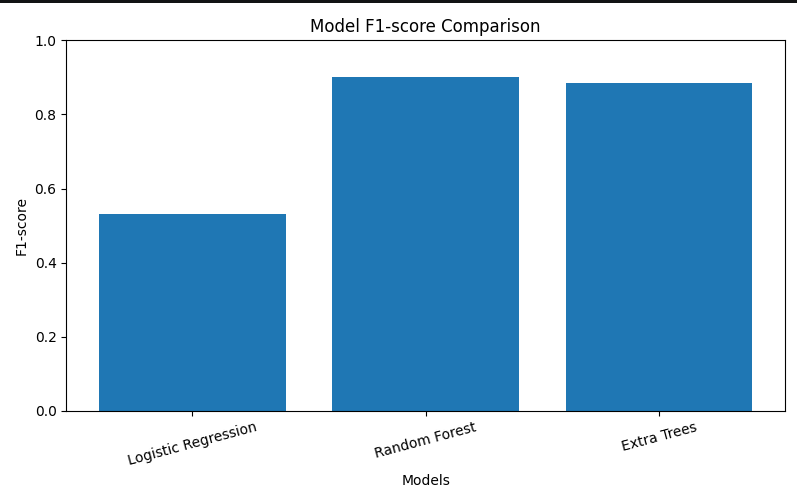 Model F1-score Comparison
1.0
0.8
0.6
0.4
0.2
0.0
F1-score
Logistic Regression
Random Forest
Extra Trees
Models